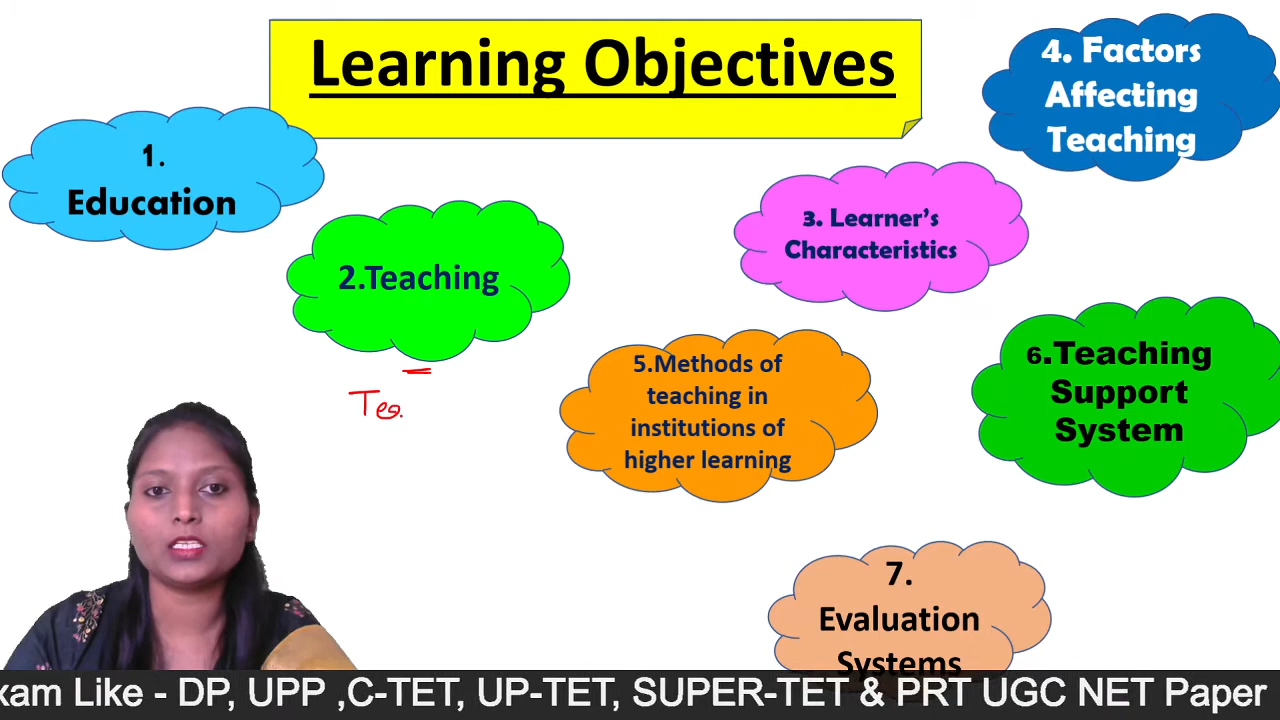 Learning Objectives
1.
Education
2.Teaching
3. Learner's
Characteristics
4. Factors
Affecting
Teaching
5.Methods of
teaching in
institutions of
higher learning
6.Teaching
Support
System
7.
Evaluation
Systems
Tea
xam Like - DP, UPP ,C-TET, UP-TET, SUPER-TET & PRT UGC NET Paper